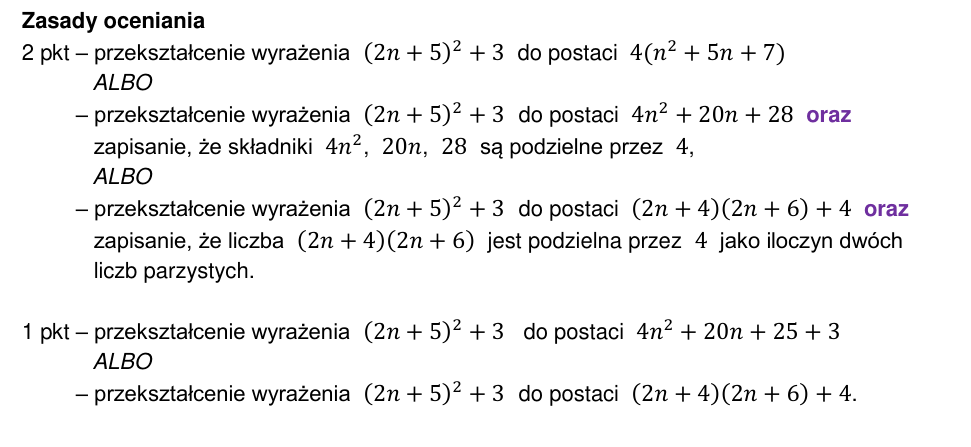 Zasady oceniania
2 pkt – przekształcenie wyrażenia (2n + 5)² + 3 do postaci 4(n² + 5n + 7)
ALBO
– przekształcenie wyrażenia (2n + 5)² + 3 do postaci 4n² + 20n + 28 oraz
zapisanie, że składniki 4n², 20n, 28 są podzielne przez 4,
ALBO
– przekształcenie wyrażenia (2n + 5)² + 3 do postaci (2n + 4)(2n + 6) + 4 oraz
zapisanie, że liczba (2n + 4)(2n + 6) jest podzielna przez 4 jako iloczyn dwóch
liczb parzystych.
1 pkt – przekształcenie wyrażenia (2n + 5)² + 3 do postaci 4n² + 20n + 25 + 3
ALBO
– przekształcenie wyrażenia (2n + 5)² + 3 do postaci (2n + 4)(2n + 6) + 4.